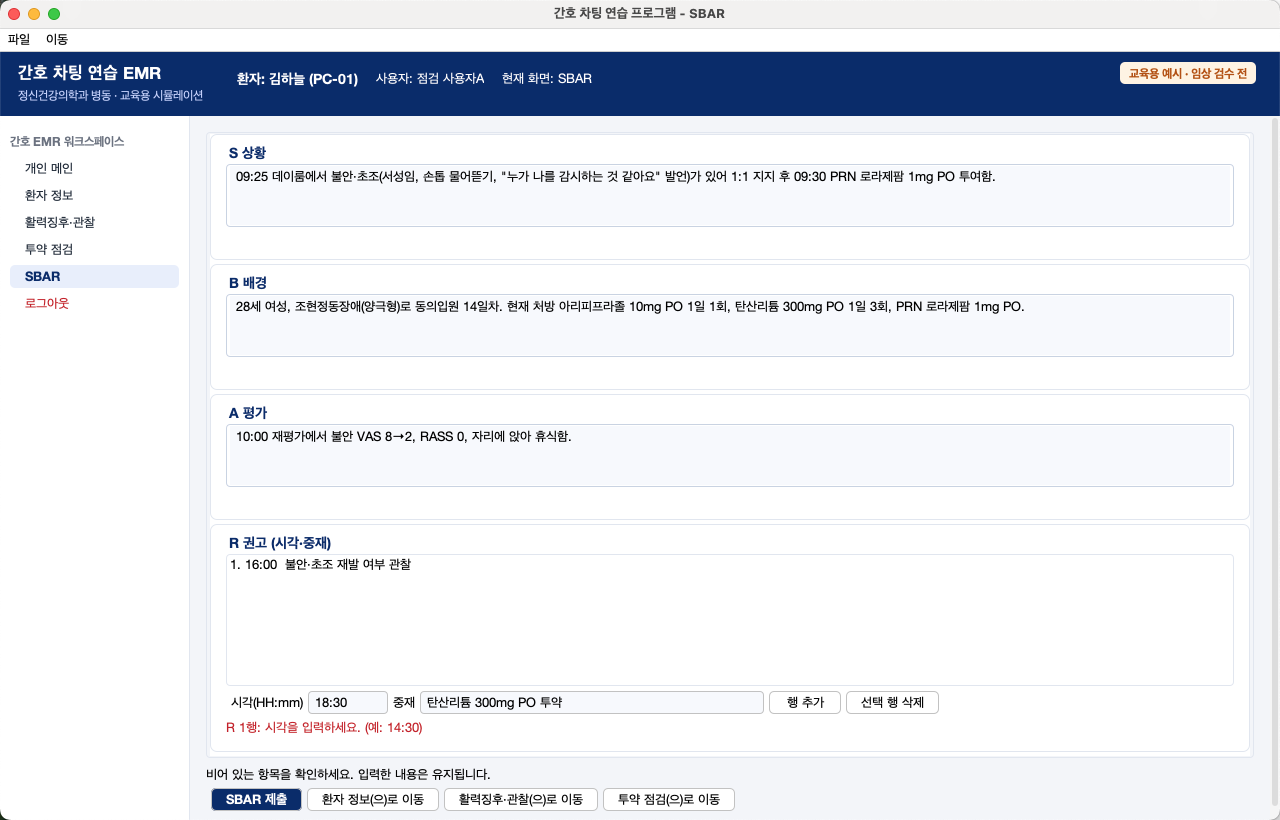 간호 차팅 연습 프로그램 - SBAR
파일 이동
간호 차팅 연습 EMR
정신건강의학과 병동 · 교육용 시뮬레이션
환자: 김하늘 (PC-01) 사용자: 점검 사용자A 현재 화면: SBAR
교육용 예시 · 임상 검수 전
간호 EMR 워크스페이스
개인 메인
환자 정보
활력징후·관찰
투약 점검
SBAR
로그아웃
S 상황
09:25 데이룸에서 불안·초조(서성임, 손톱 물어뜯기, "누가 나를 감시하는 것 같아요" 발언)가 있어 1:1 지지 후 09:30 PRN 로라제팜 1mg PO 투여함.
B 배경
28세 여성, 조현정동장애(양극형)로 동의입원 14일차. 현재 처방 아리피프라졸 10mg PO 1일 1회, 탄산리튬 300mg PO 1일 3회, PRN 로라제팜 1mg PO.
A 평가
10:00 재평가에서 불안 VAS 8→2, RASS 0, 자리에 앉아 휴식함.
R 권고 (시각·중재)
1. 16:00 불안·초조 재발 여부 관찰
시각(HH:mm) 18:30 중재 탄산리튬 300mg PO 투약 행 추가 선택 행 삭제
R 1행: 시각을 입력하세요. (예: 14:30)
비어 있는 항목을 확인하세요. 입력한 내용은 유지됩니다.
SBAR 제출 환자 정보(으)로 이동 활력징후·관찰(으)로 이동 투약 점검(으)로 이동